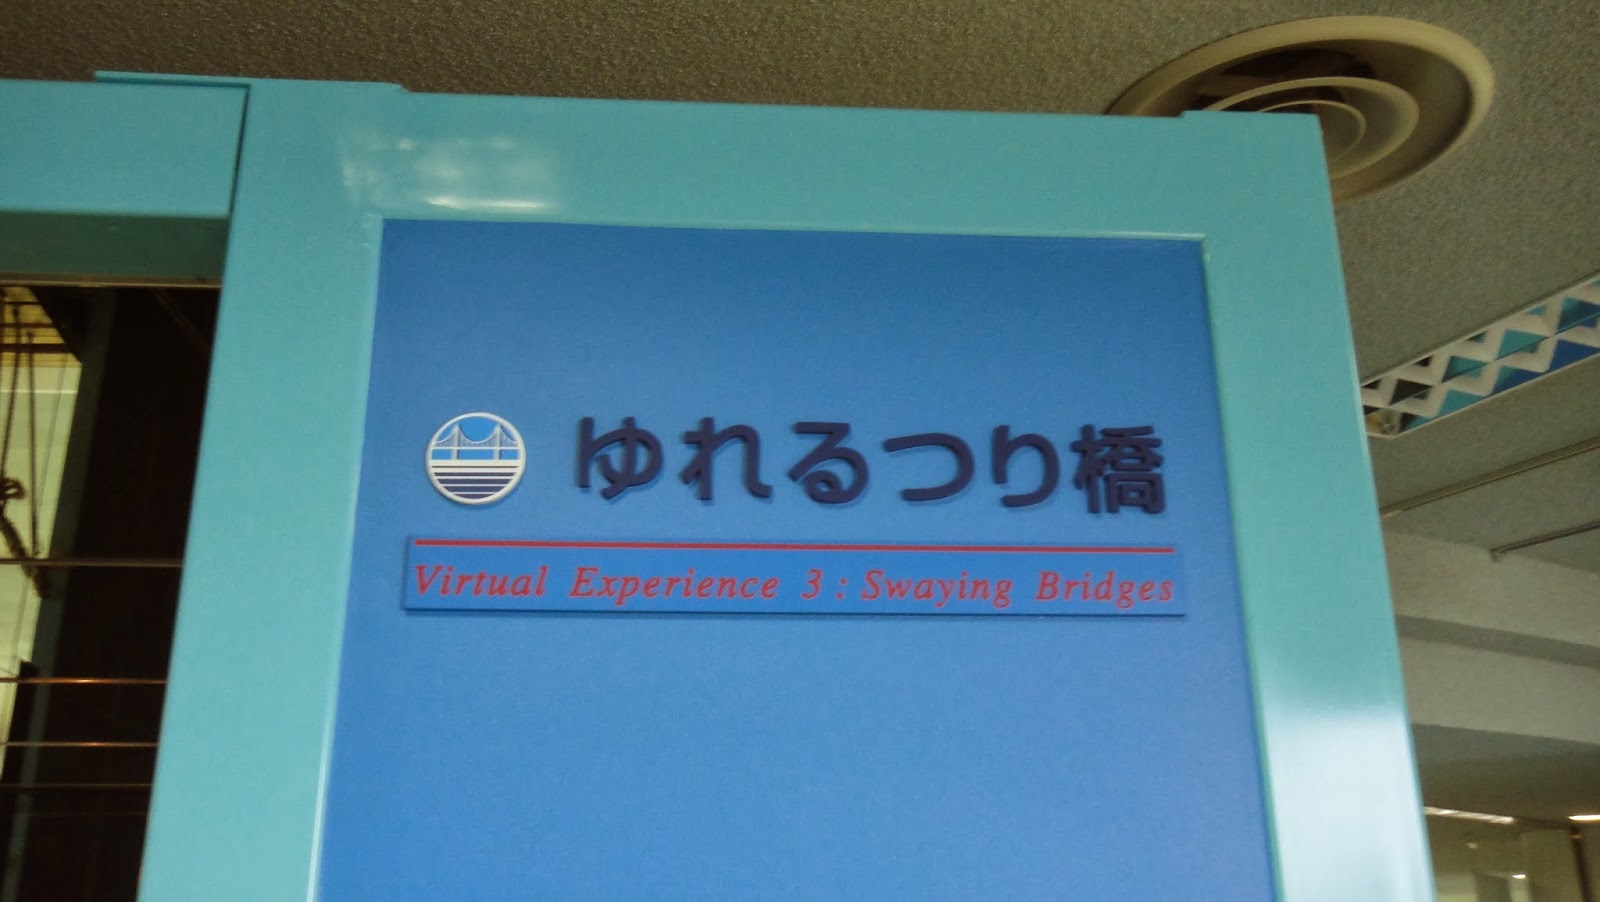 ゆれるつり橋
Virtual Experience 3 : Swaying Bridges